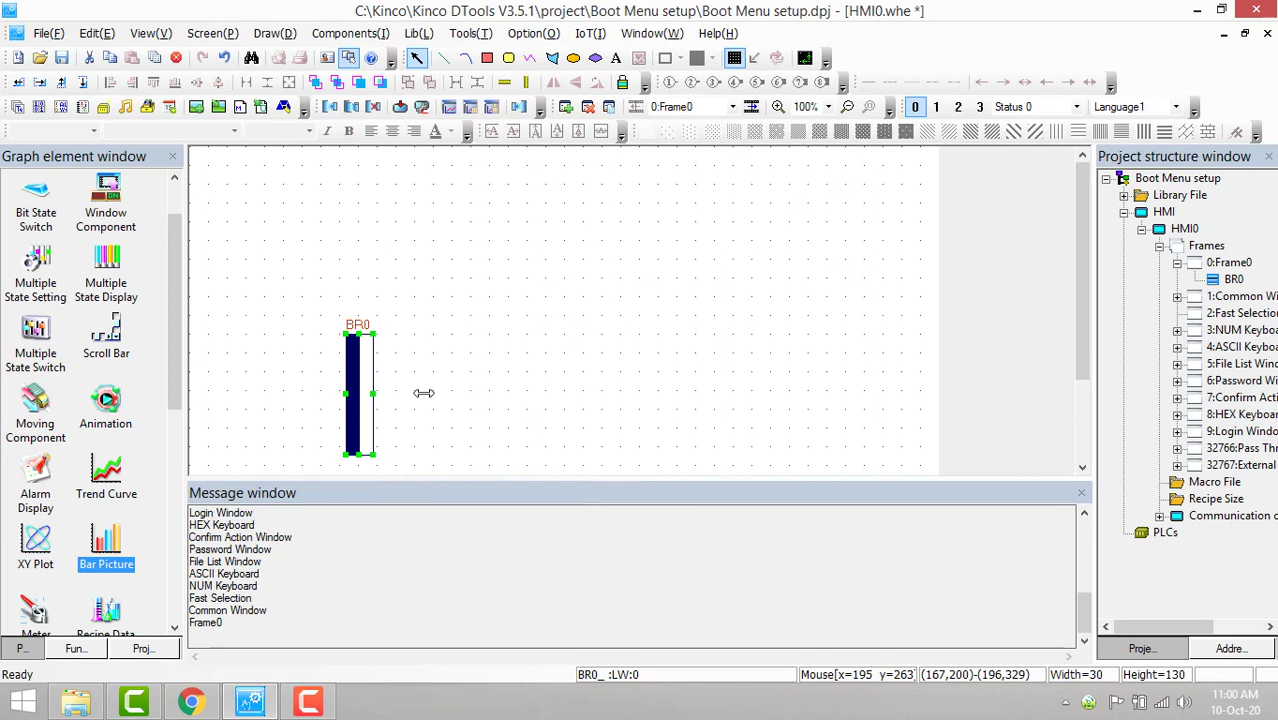 C:\Kinco\Kinco DTools V3.5.1\project\Boot Menu setup\Boot Menu setup.dpj - [HMI0.whe *]
File(F) Edit(E) View(V) Screen(P) Draw(D) Components(I) Lib(L) Tools(T) Option(O) IoT(I) Window(W) Help(H)
0:Frame0 100% 0 1 2 3 Status 0 Language1
Graph element window
Bit State Switch
Window Component
Multiple State Setting
Multiple State Display
Multiple State Switch
Scroll Bar
Moving Component
Animation
Alarm Display
Trend Curve
XY Plot
Bar Picture
Meter
Recipe Data
P... Fun... Proj...
BR0
Message window
Login Window
HEX Keyboard
Confirm Action Window
Password Window
File List Window
ASCII Keyboard
NUM Keyboard
Fast Selection
Common Window
Frame0
Project structure window
Boot Menu setup
Library File
HMI
HMI0
Frames
0:Frame0
BR0
1:Common W
2:Fast Selection
3:NUM Keyboard
4:ASCII Keyboard
5:File List Wind
6:Password Wi
7:Confirm Actio
8:HEX Keyboard
9:Login Window
32766:Pass Thr
32767:External
Macro File
Recipe Size
Communication c
PLCs
Proje... Addre...
Ready BR0_ :LW:0 Mouse[x=195 y=263] (167,200)-(196,329) Width=30 Height=130
11:00 AM
10-Oct-20